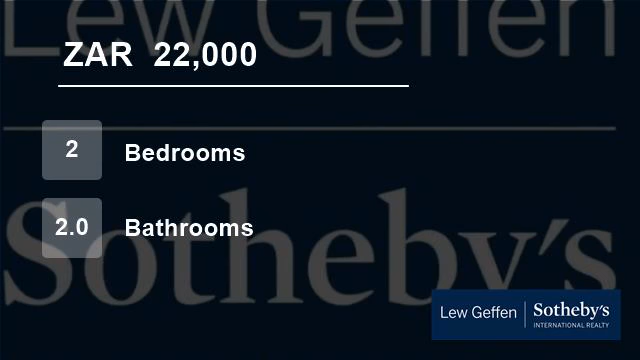 Lew Geffen
ZAR 22,000
2 Bedrooms
2.0 Bathrooms
Sotheby's
Lew Geffen | Sotheby's
INTERNATIONAL REALTY